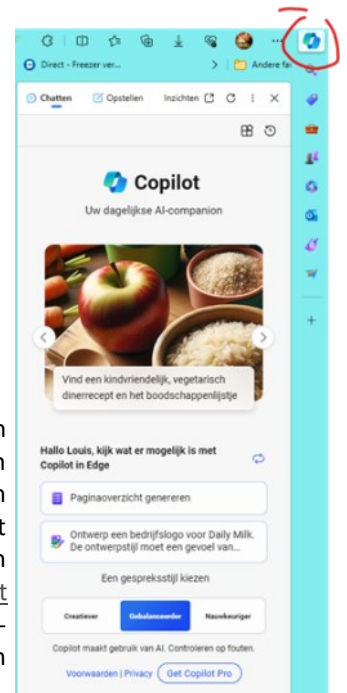 Direct - Freezer ver...
Andere fa
Chatten Opstellen Inzichten
Copilot
Uw dagelijkse AI-companion
Vind een kindvriendelijk, vegetarisch
dinerrecept en het boodschappenlijstje
Hallo Louis, kijk wat er mogelijk is met
Copilot in Edge
Paginaoverzicht genereren
Ontwerp een bedrijfslogo voor Daily Milk.
De ontwerpstijl moet een gevoel van...
Een gespreksstijl kiezen
Creatiever Gebalanceerder Nauwkeuriger
Copilot maakt gebruik van AI. Controleren op fouten.
Voorwaarden | Privacy Get Copilot Pro